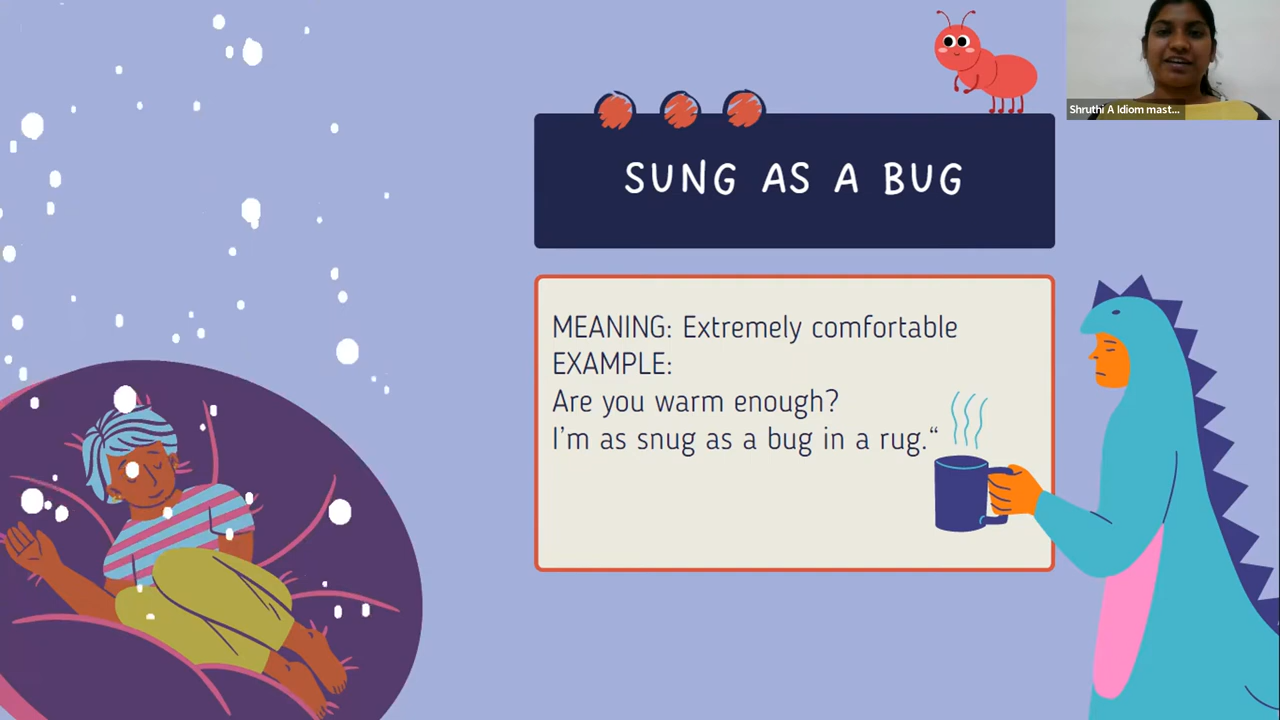 Shruthi A Idiom mast...
SUNG AS A BUG
MEANING: Extremely comfortable
EXAMPLE:
Are you warm enough?
I'm as snug as a bug in a rug.“